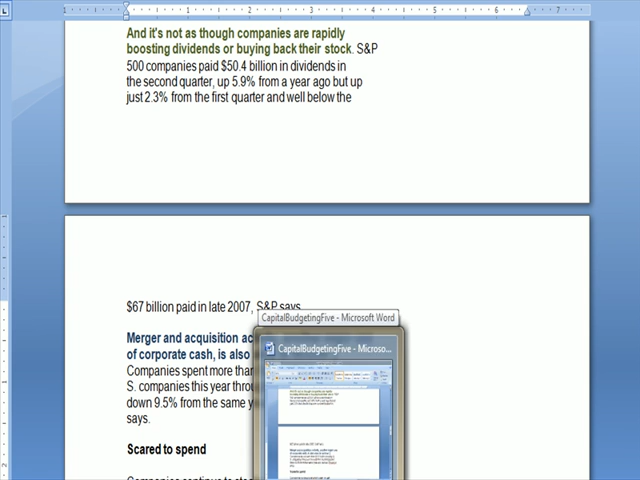 And it's not as though companies are rapidly
boosting dividends or buying back their stock. S&P
500 companies paid $50.4 billion in dividends in
the second quarter, up 5.9% from a year ago but up
just 2.3% from the first quarter and well below the
$67 billion paid in late 2007, S&P says
CapitalBudgetingFive - Microsoft Word
Merger and acquisition ac
CapitalBudgetingFive - Microso...
of corporate cash, is also
Companies spent more than
S. companies this year throu
down 9.5% from the same y
says.
Scared to spend
Companies continue to